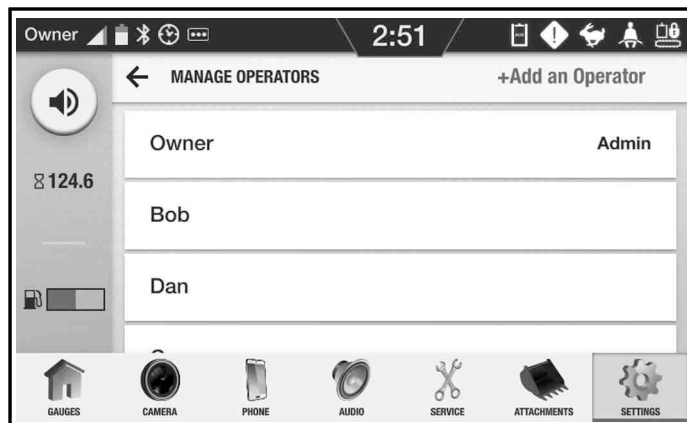 Owner 2:51
MANAGE OPERATORS +Add an Operator
Owner Admin
124.6
Bob
Dan
GAUGES CAMERA PHONE AUDIO SERVICE ATTACHMENTS SETTINGS